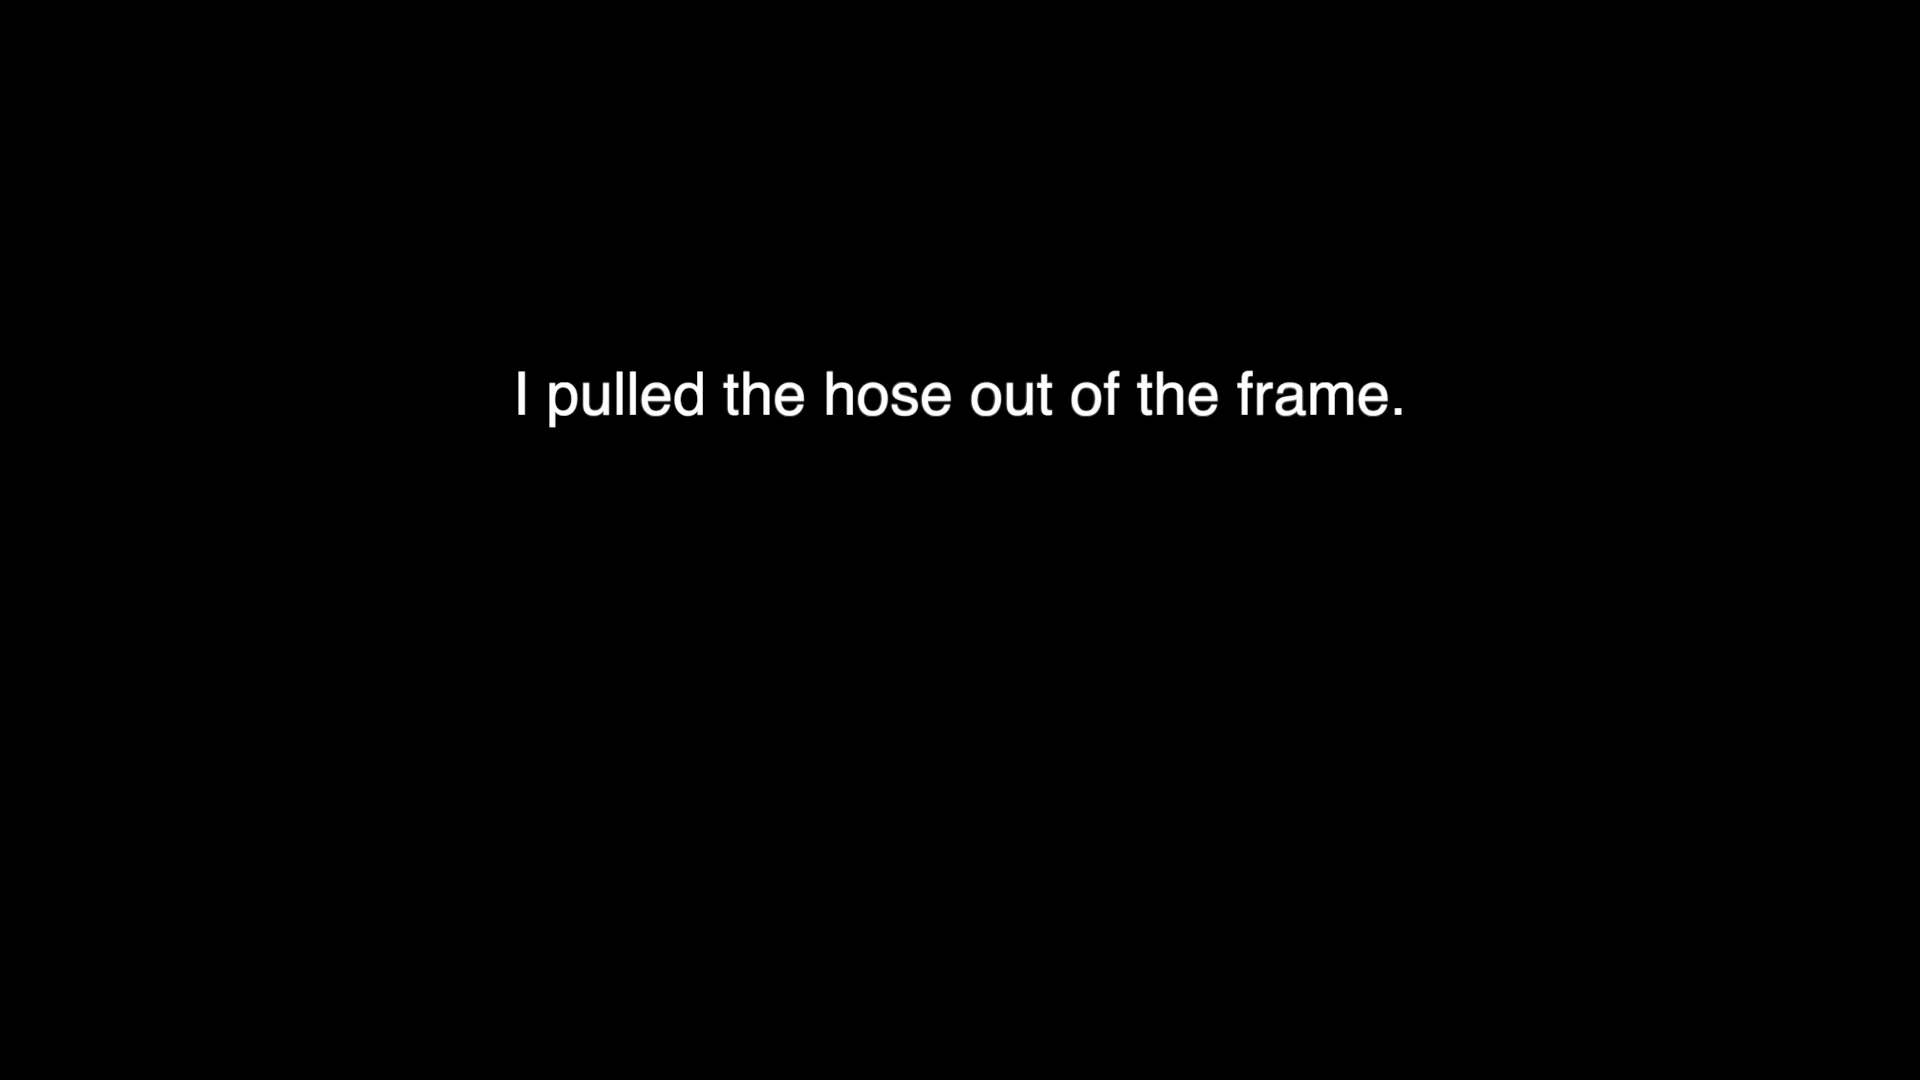 I pulled the hose out of the frame.